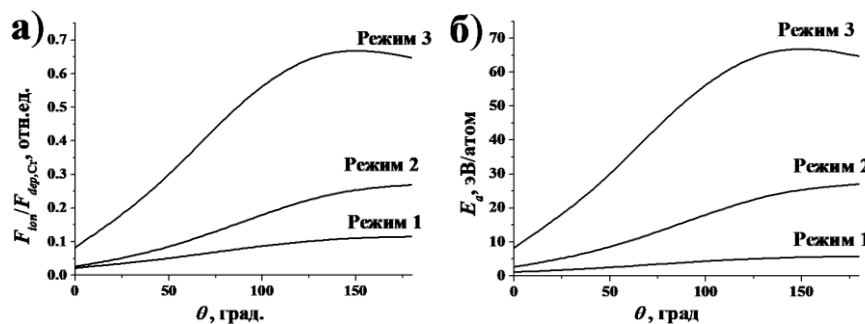 а)
0.8
0.7
0.6
0.5
0.4
0.3
0.2
0.1
0.0
F_ion/F_dep,Cr, отн.ед.
Режим 3
Режим 2
Режим 1
0 50 100 150
θ, град.
б)
70
60
50
40
30
20
10
0
E_a, эВ/атом
Режим 3
Режим 2
Режим 1
0 50 100 150
θ, град